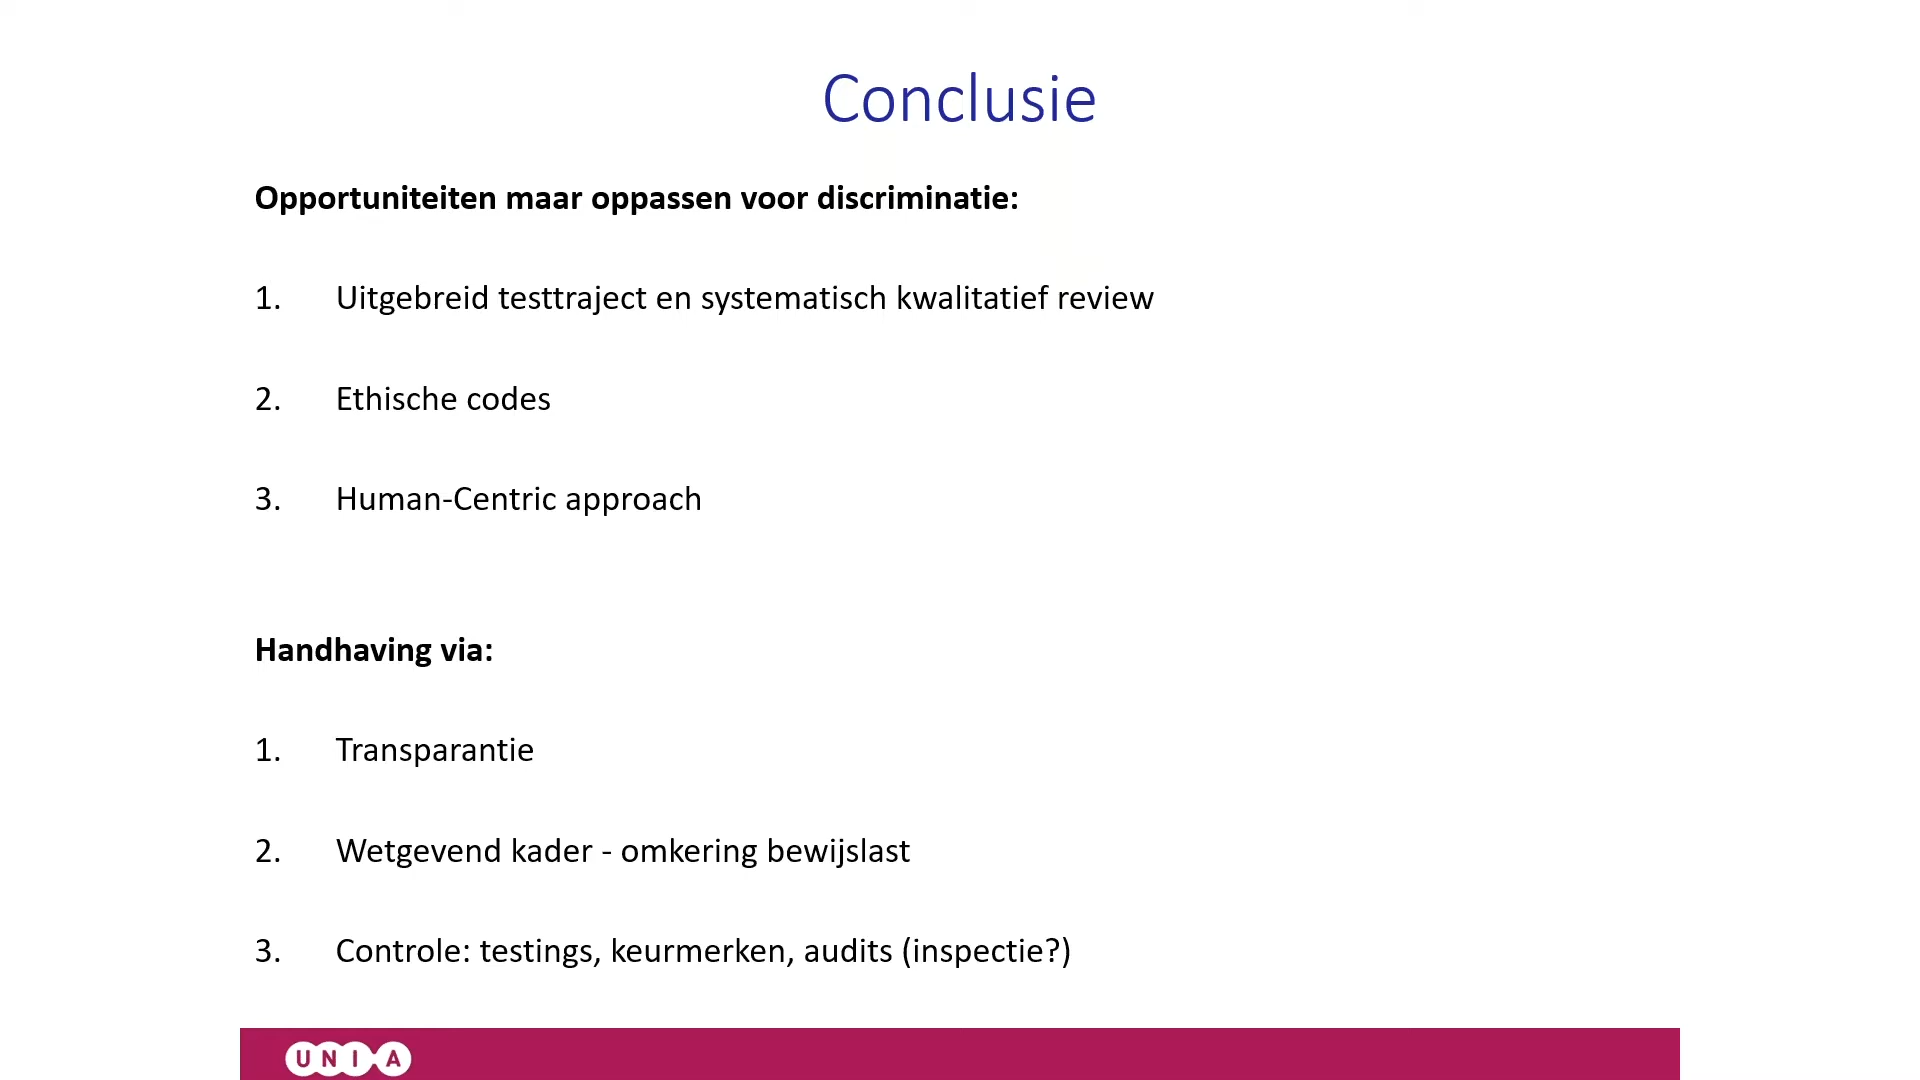 Conclusie
Opportuniteiten maar oppassen voor discriminatie:
1. Uitgebreid testtraject en systematisch kwalitatief review
2. Ethische codes
3. Human-Centric approach
Handhaving via:
1. Transparantie
2. Wetgevend kader - omkering bewijslast
3. Controle: testings, keurmerken, audits (inspectie?)
UNIA